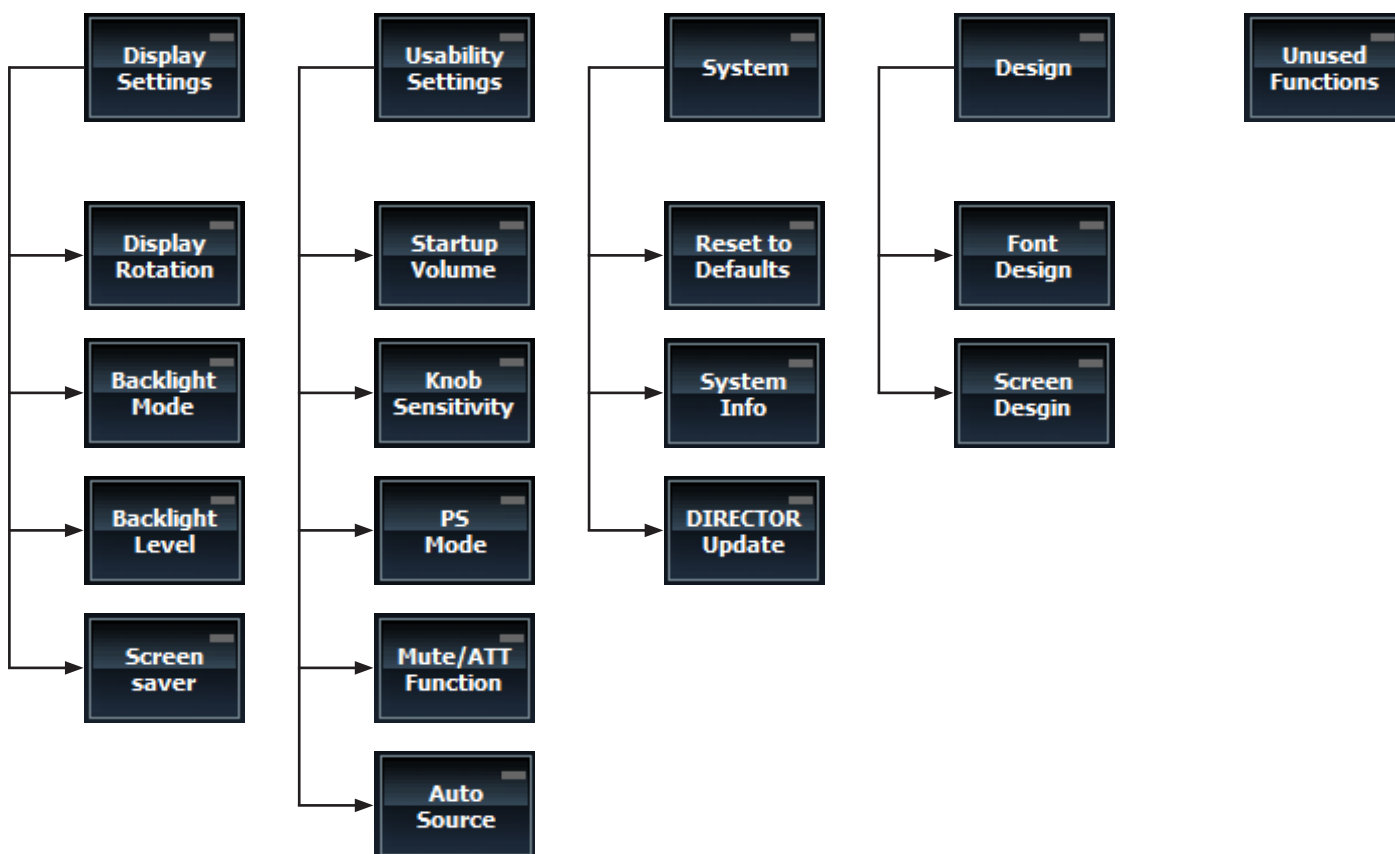 Display
Settings
Usability
Settings
System
Design
Unused
Functions
Display
Rotation
Startup
Volume
Reset to
Defaults
Font
Design
Backlight
Mode
Knob
Sensitivity
System
Info
Screen
Desgin
Backlight
Level
PS
Mode
DIRECTOR
Update
Screen
saver
Mute/ATT
Function
Auto
Source